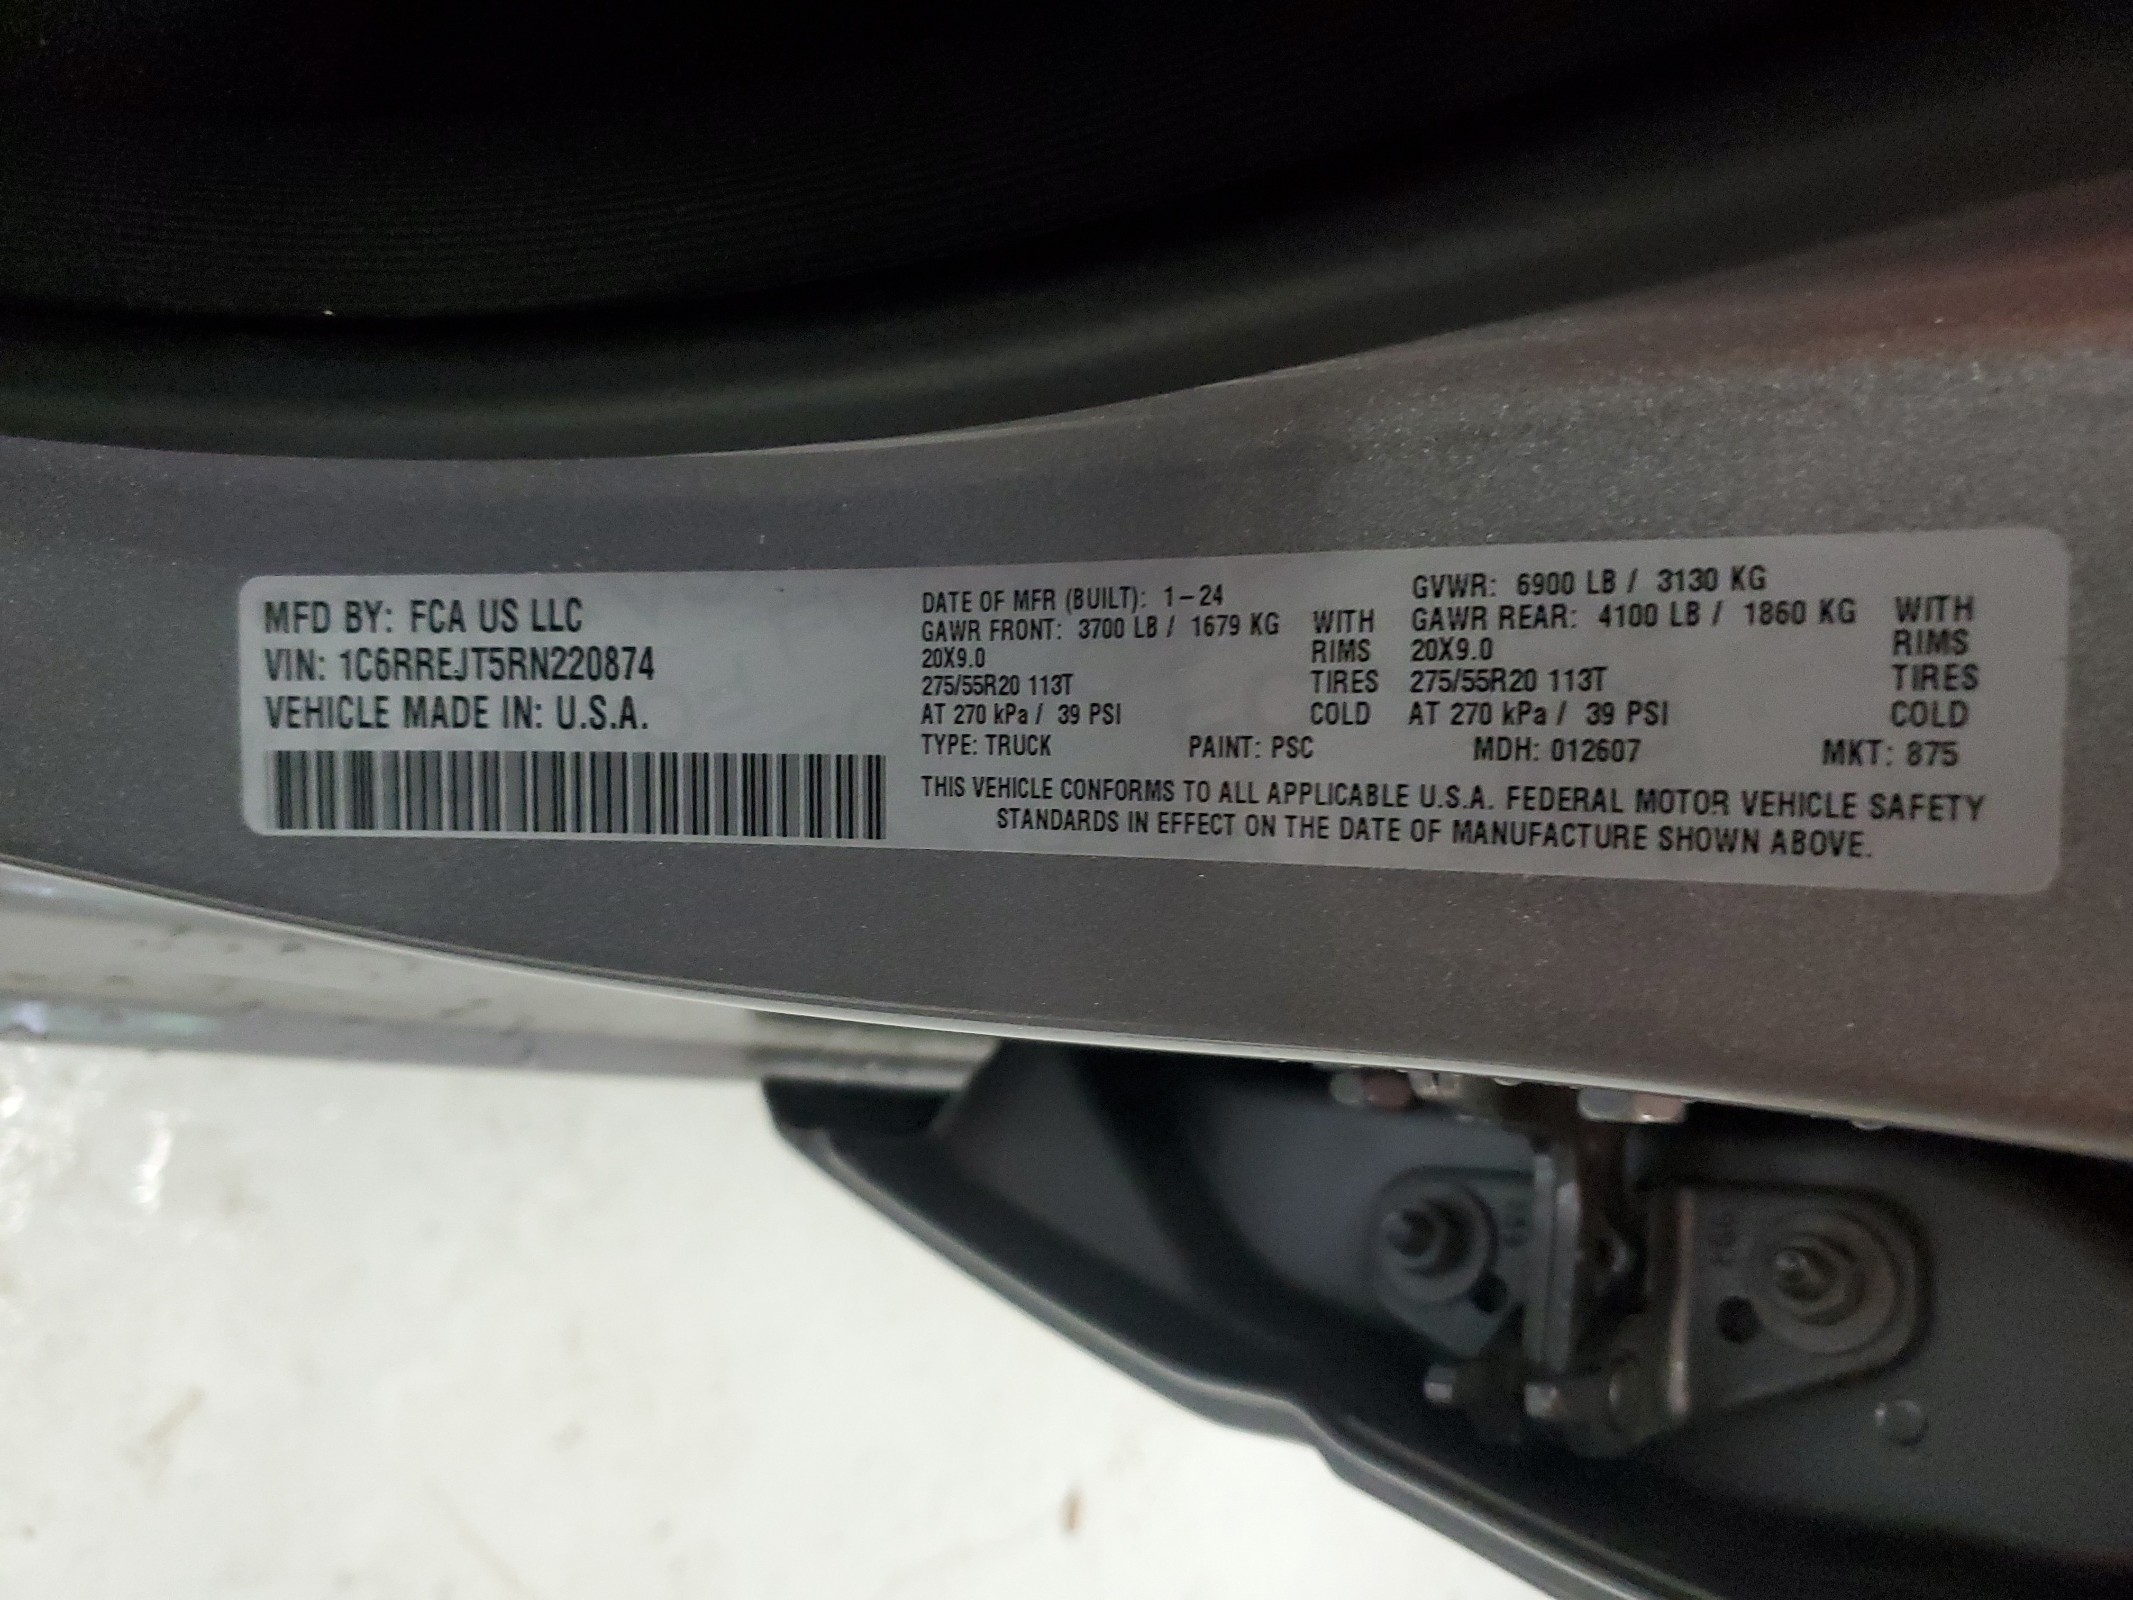 MFD BY: FCA US LLC
VIN: 1C6RREJT5RN220874
VEHICLE MADE IN: U.S.A.
DATE OF MFR (BUILT): 1-24 GVWR: 6900 LB / 3130 KG
GAWR FRONT: 3700 LB / 1679 KG WITH GAWR REAR: 4100 LB / 1860 KG WITH
20X9.0 RIMS 20X9.0 RIMS
275/55R20 113T TIRES 275/55R20 113T TIRES
AT 270 kPa / 39 PSI COLD AT 270 kPa / 39 PSI COLD
TYPE: TRUCK PAINT: PSC MDH: 012607 MKT: 875
THIS VEHICLE CONFORMS TO ALL APPLICABLE U.S.A. FEDERAL MOTOR VEHICLE SAFETY
STANDARDS IN EFFECT ON THE DATE OF MANUFACTURE SHOWN ABOVE.